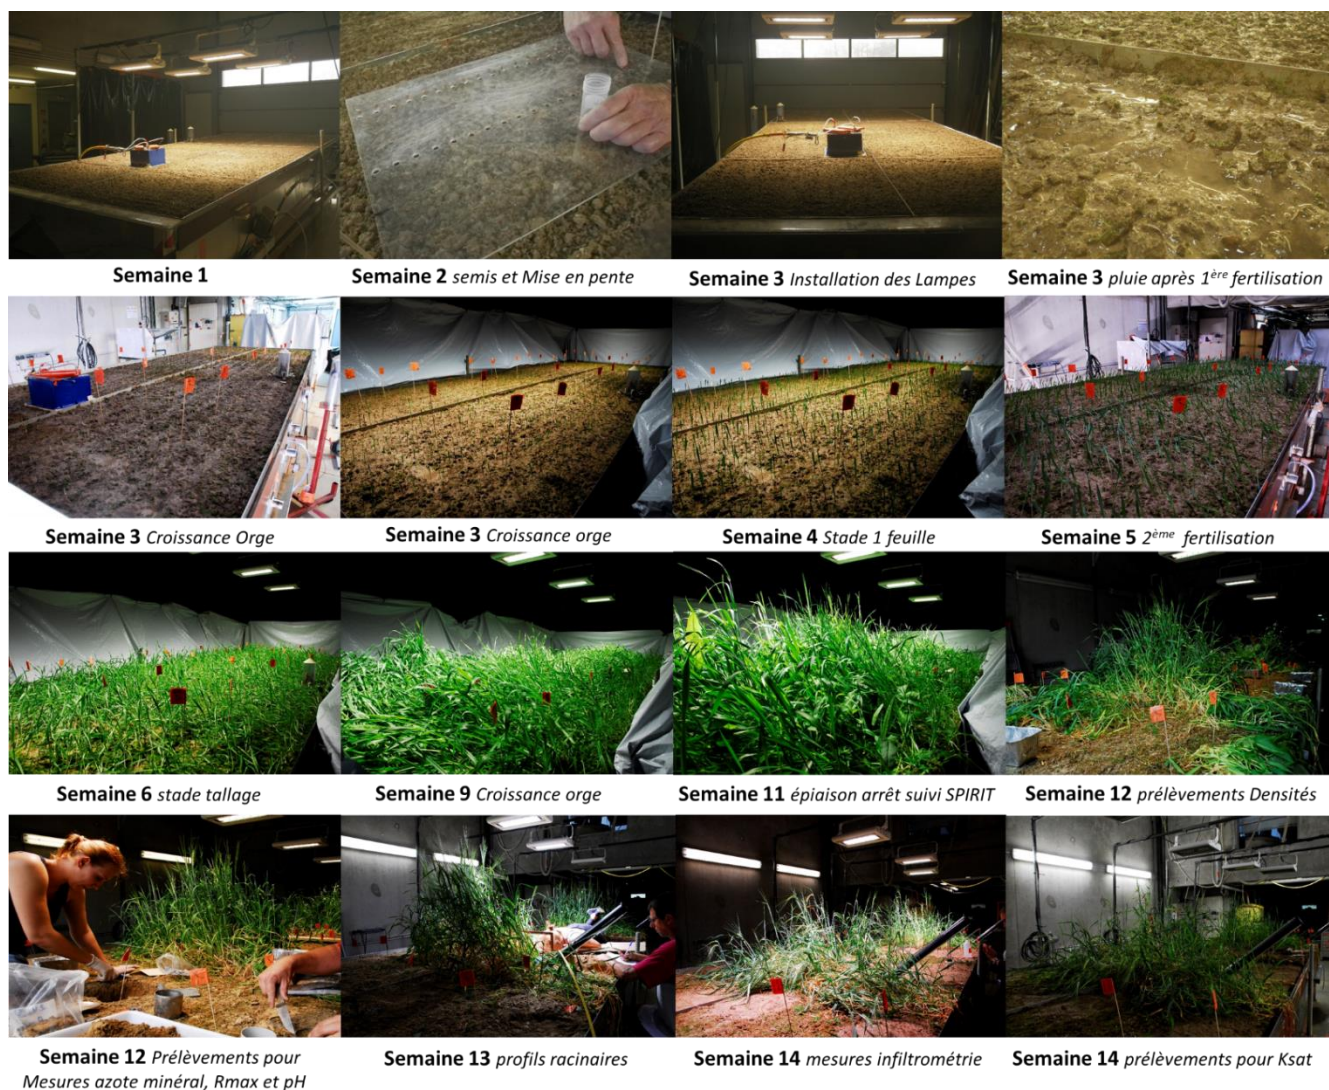 Semaine 1
Semaine 2 semis et Mise en pente
Semaine 3 Installation des Lampes
Semaine 3 pluie après 1ère fertilisation
Semaine 3 Croissance Orge
Semaine 3 Croissance orge
Semaine 4 Stade 1 feuille
Semaine 5 2ème fertilisation
Semaine 6 stade tallage
Semaine 9 Croissance orge
Semaine 11 épiaison arrêt suivi SPIRIT
Semaine 12 prélèvements Densités
Semaine 12 Prélèvements pour
Mesures azote minéral, Rmax et pH
Semaine 13 profils racinaires
Semaine 14 mesures infiltrométrie
Semaine 14 prélèvements pour Ksat